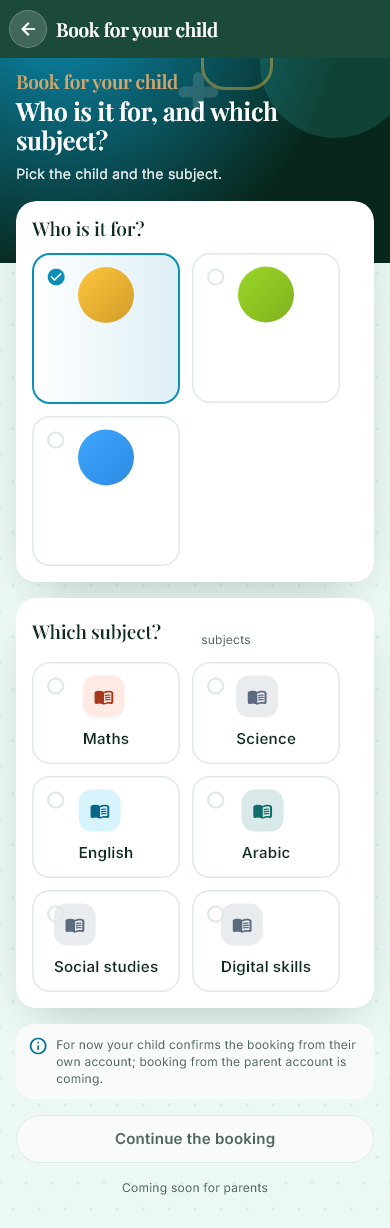 Book for your child
Book for your child
Who is it for, and which
subject?
Pick the child and the subject.
Who is it for?
Which subject?
subjects
Maths
Science
English
Arabic
Social studies
Digital skills
For now your child confirms the booking from their
own account; booking from the parent account is
coming.
Continue the booking
Coming soon for parents